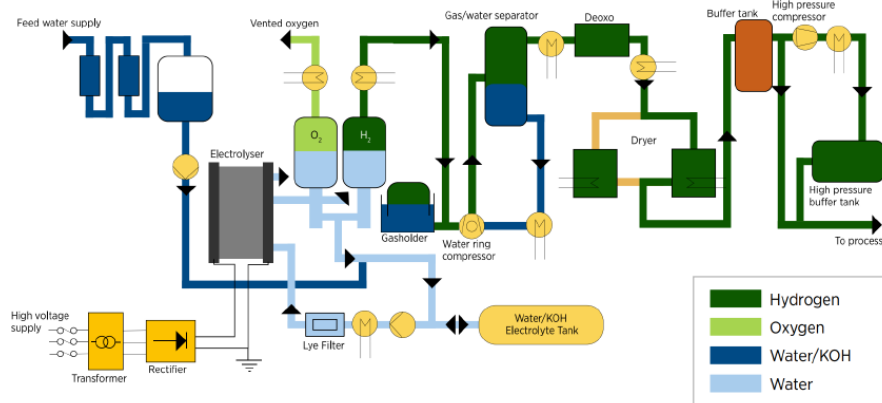 Feed water supply
Vented oxygen
Gas/water separator
Deoxo
Buffer tank
High pressure
compressor
Electrolyser
O2
H2
Dryer
Gasholder
Water ring
compressor
High pressure
buffer tank
To process
High voltage
supply
Transformer
Rectifier
Lye Filter
M
M
M
M
Water/KOH
Electrolyte Tank
Hydrogen
Oxygen
Water/KOH
Water